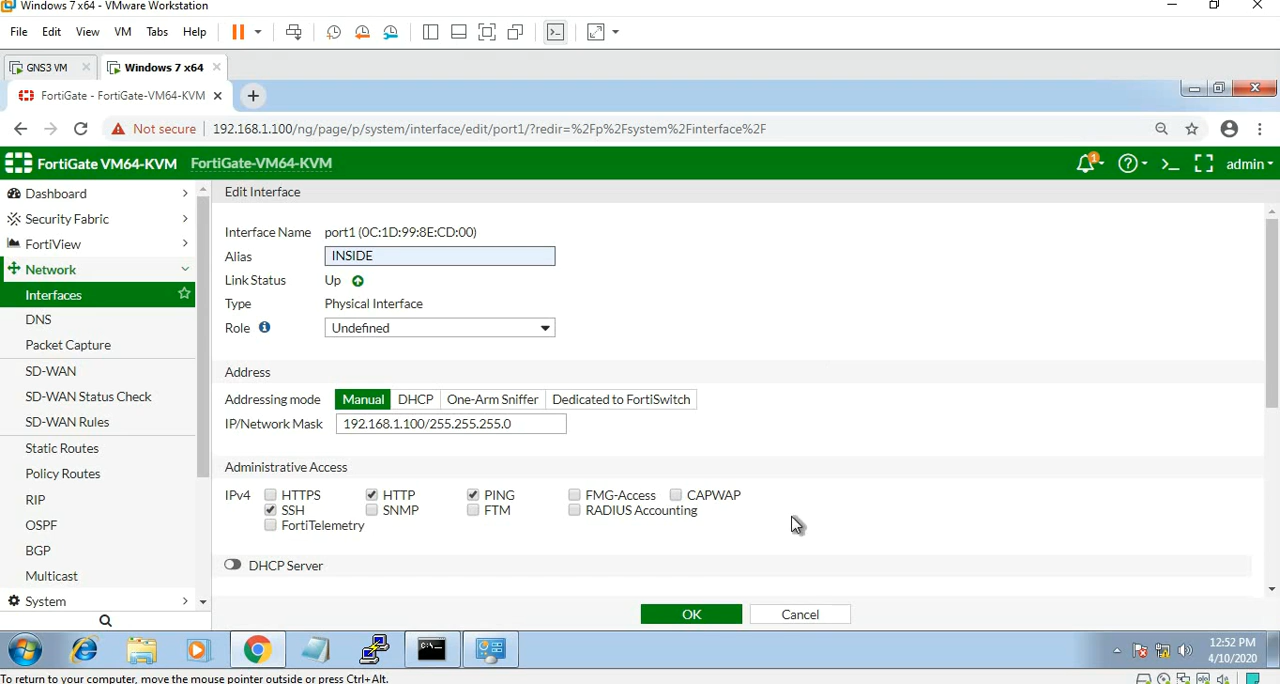 Windows 7 x64 - VMware Workstation
File Edit View VM Tabs Help
GNS3 VM Windows 7 x64
FortiGate - FortiGate-VM64-KVM
Not secure 192.168.1.100/ng/page/p/system/interface/edit/port1/?redir=%2Fp%2Fsystem%2Finterface%2F
FortiGate VM64-KVM FortiGate-VM64-KVM 1 admin
Dashboard
Security Fabric
FortiView
Network
Interfaces
DNS
Packet Capture
SD-WAN
SD-WAN Status Check
SD-WAN Rules
Static Routes
Policy Routes
RIP
OSPF
BGP
Multicast
System
Edit Interface
Interface Name port1 (0C:1D:99:8E:CD:00)
Alias INSIDE
Link Status Up
Type Physical Interface
Role Undefined
Address
Addressing mode Manual DHCP One-Arm Sniffer Dedicated to FortiSwitch
IP/Network Mask 192.168.1.100/255.255.255.0
Administrative Access
IPv4 HTTPS HTTP PING FMG-Access CAPWAP
SSH SNMP FTM RADIUS Accounting
FortiTelemetry
DHCP Server
OK Cancel
12:52 PM
4/10/2020
To return to your computer, move the mouse pointer outside or press Ctrl+Alt.